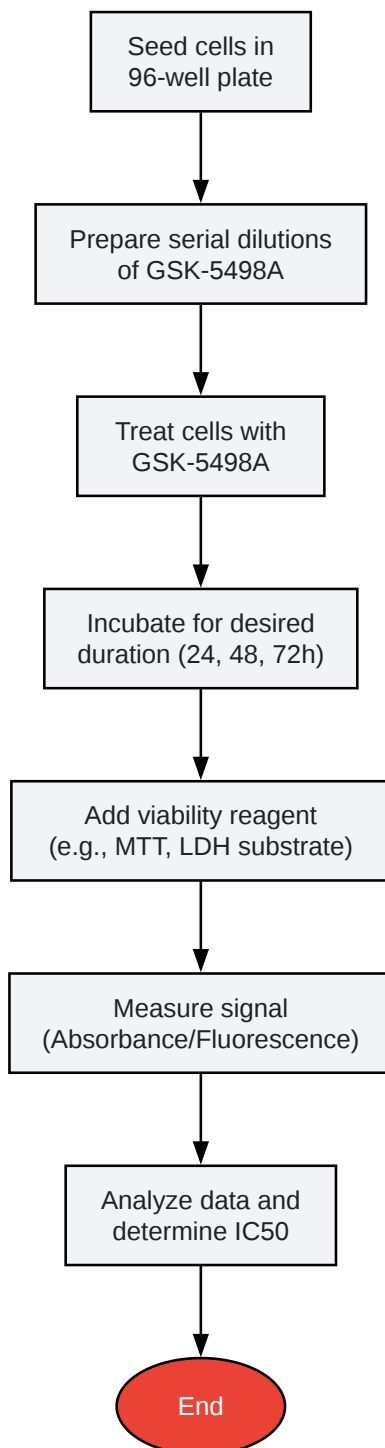 Seed cells in
96-well plate
Prepare serial dilutions
of GSK-5498A
Treat cells with
GSK-5498A
Incubate for desired
duration (24, 48, 72h)
Add viability reagent
(e.g., MTT, LDH substrate)
Measure signal
(Absorbance/Fluorescence)
Analyze data and
determine IC50
End